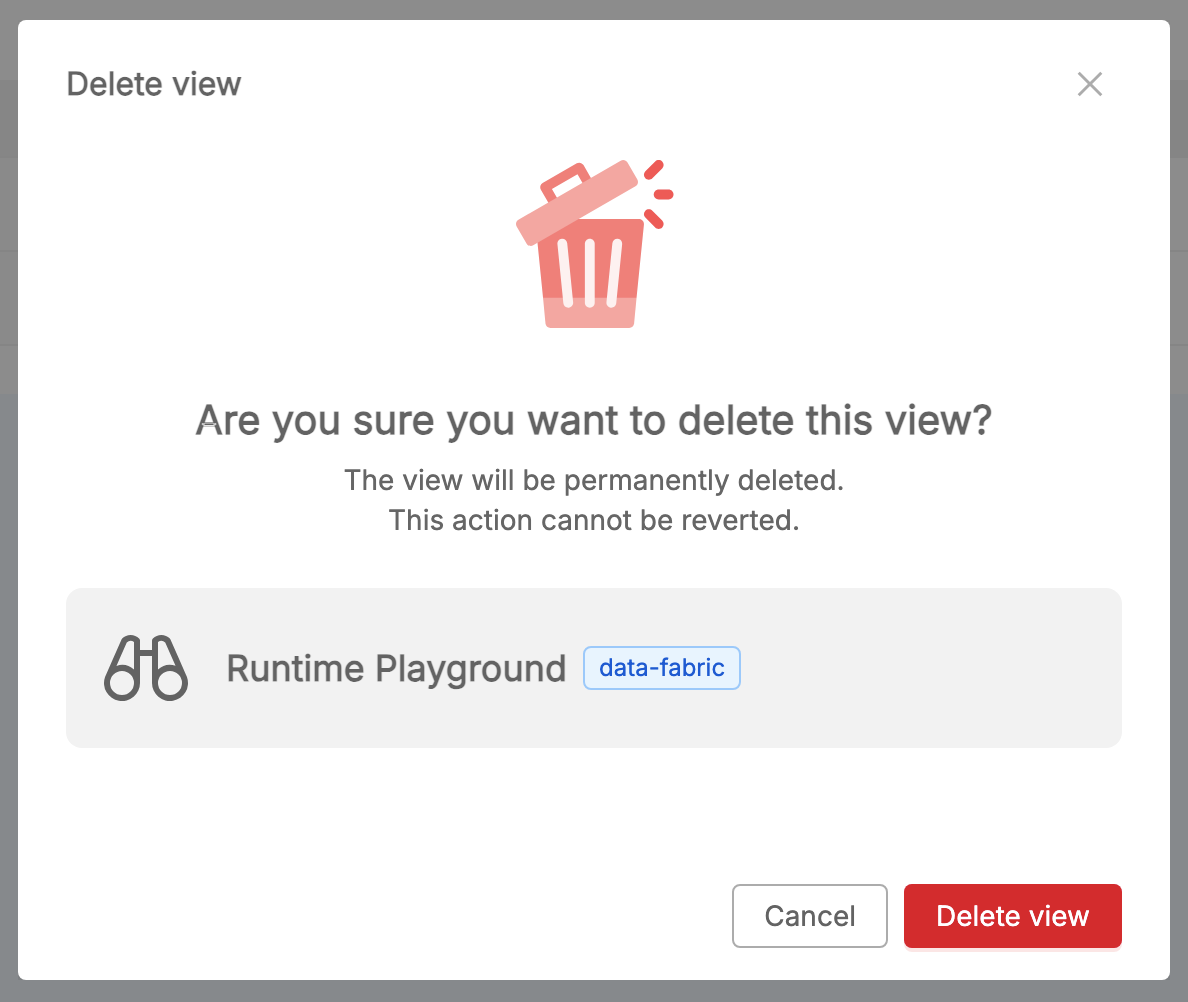 Delete view
Are you sure you want to delete this view?
The view will be permanently deleted.
This action cannot be reverted.
Runtime Playground data-fabric
Cancel Delete view